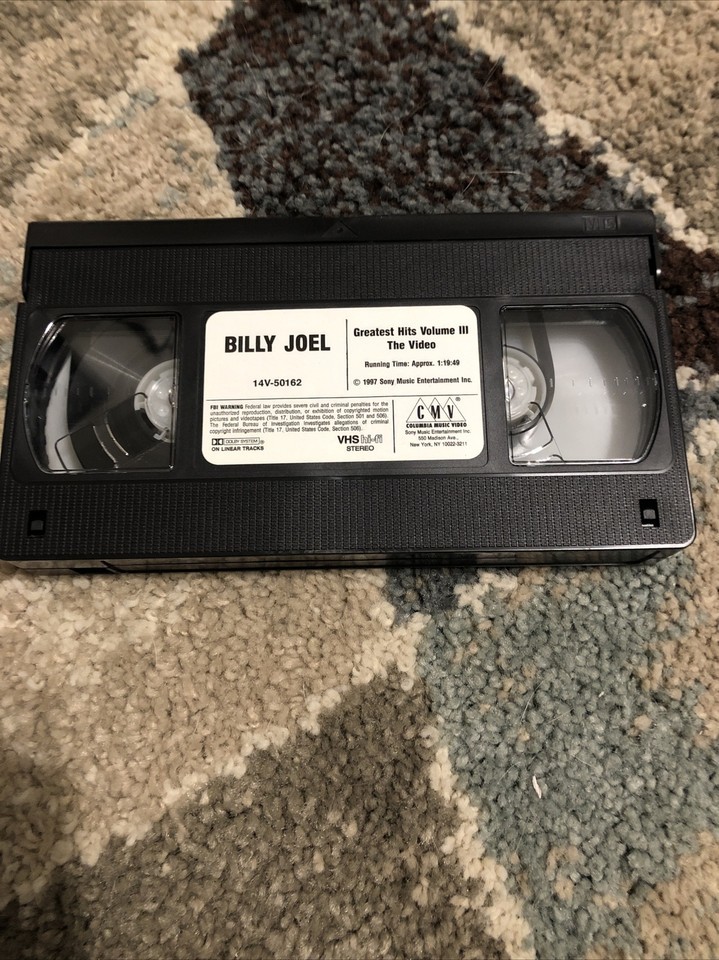 BILLY JOEL
14V-50162
Greatest Hits Volume III
The Video
Running Time: Approx. 1:19:49
© 1997 Sony Music Entertainment Inc.
FBI WARNING Federal law provides severe civil and criminal penalties for the
unauthorized reproduction, distribution, or exhibition of copyrighted motion
pictures and videotapes (Title 17, United States Code, Section 501 and 506).
The Federal Bureau of Investigation investigates allegations of criminal
copyright infringement (Title 17, United States Code, Section 506).
DOLBY SYSTEM ®
ON LINEAR TRACKS
VHS hi-fi
STEREO
CMV
COLUMBIA MUSIC VIDEO
Sony Music Entertainment Inc.
550 Madison Ave.,
New York, NY 10022-3211